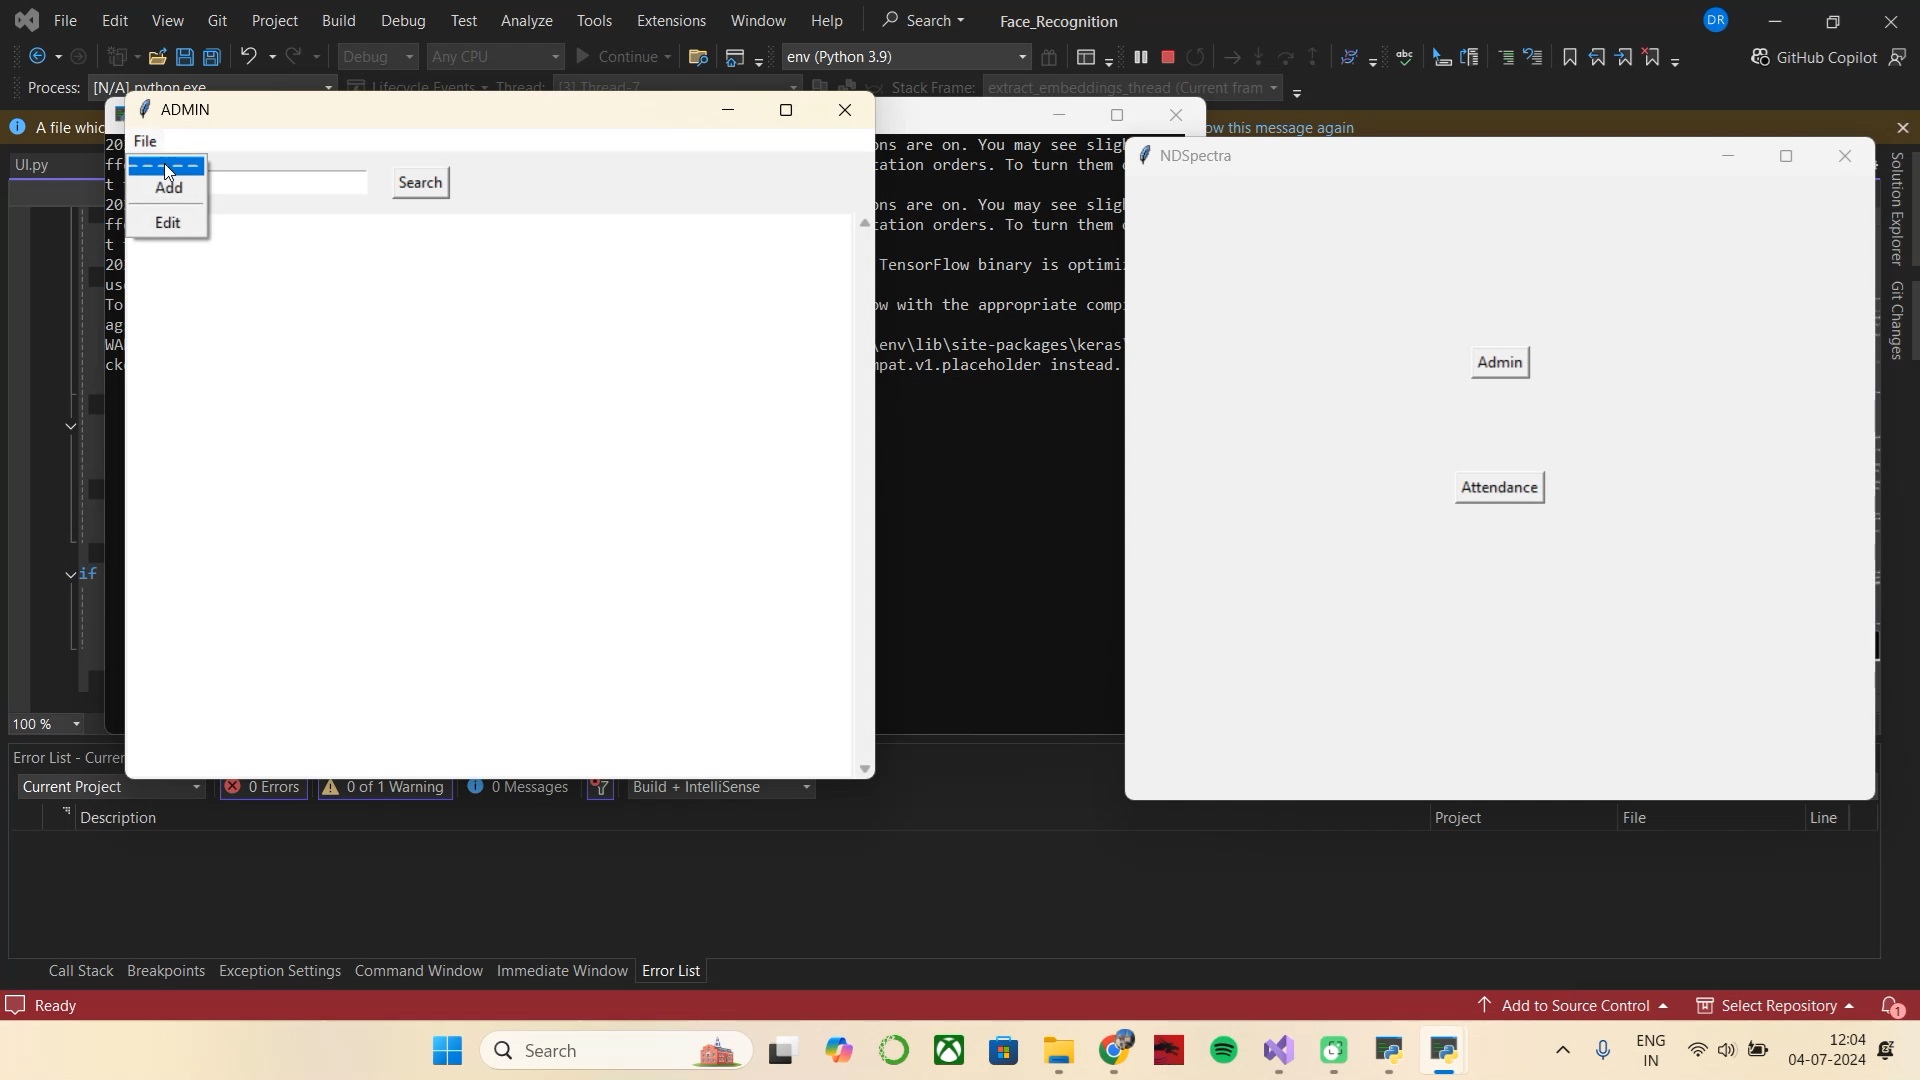 File Edit View Git Project Build Debug Test Analyze Tools Extensions Window Help Search Face_Recognition DR
Debug Any CPU Continue env (Python 3.9) GitHub Copilot
Process: [N/A] python.exe Lifecycle Events Thread: [3] Thread-7 Stack Frame: extract_embeddings_thread (Current fram
A file whic
ow this message again
UI.py
ADMIN
File
Add
Edit
Search
ons are on. You may see slig
tation orders. To turn them
ons are on. You may see slig
tation orders. To turn them
TensorFlow binary is optimi
ow with the appropriate comp
\env\lib\site-packages\keras
mpat.v1.placeholder instead.
if
NDSpectra
Admin
Attendance
Solution Explorer
Git Changes
100 %
Error List - Curren
Current Project 0 Errors 0 of 1 Warning 0 Messages Build + IntelliSense
Description Project File Line
Call Stack Breakpoints Exception Settings Command Window Immediate Window Error List
Ready Add to Source Control Select Repository 1
Search ENG
IN
12:04
04-07-2024